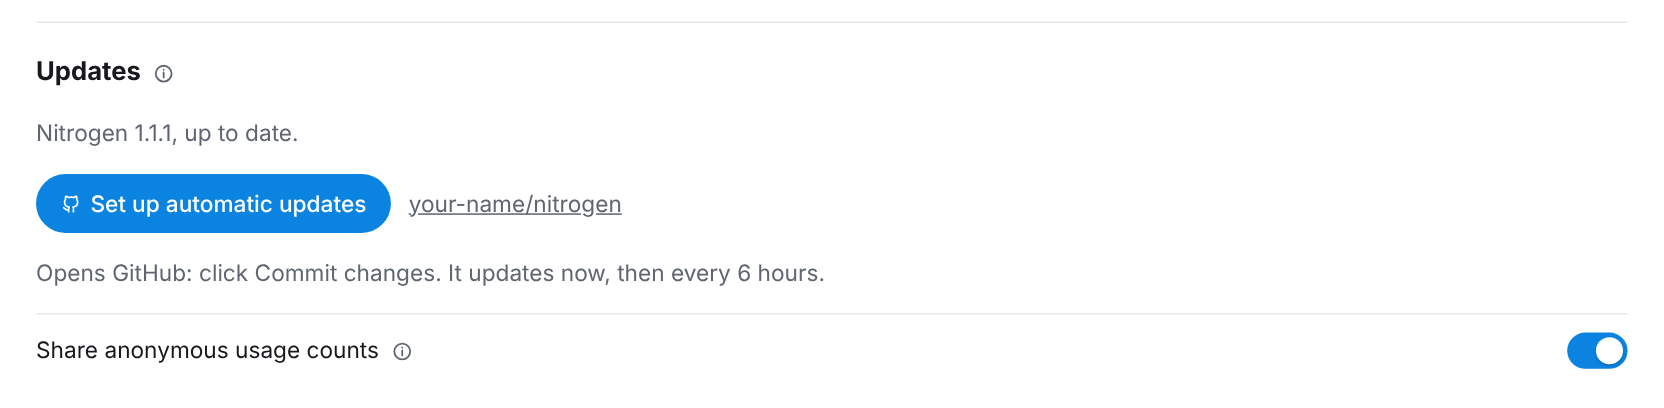 Updates
Nitrogen 1.1.1, up to date.
Set up automatic updates your-name/nitrogen
Opens GitHub: click Commit changes. It updates now, then every 6 hours.
Share anonymous usage counts